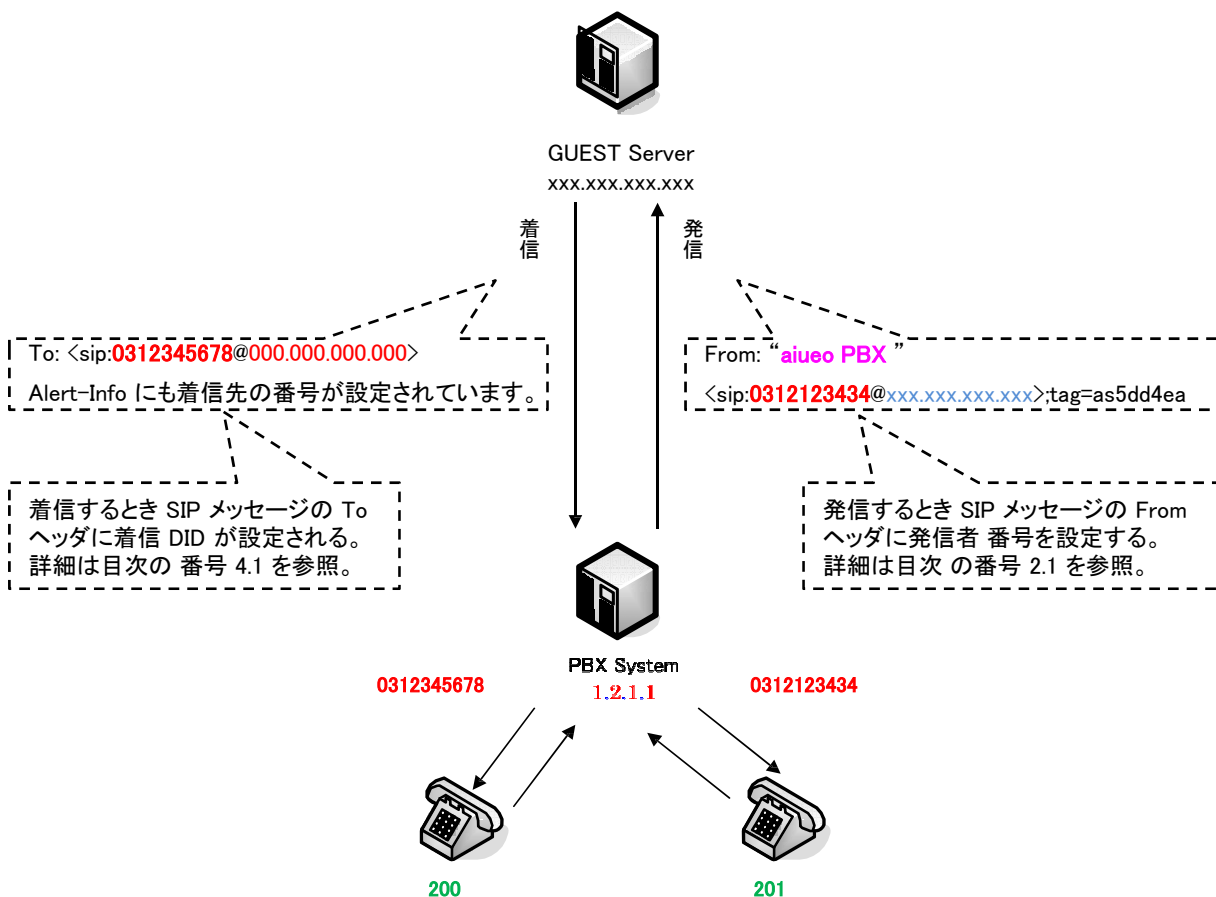 GUEST Server
xxx.xxx.xxx.xxx
着信
発信
To: <sip:0312345678@000.000.000.000>
Alert-Info にも着信先の番号が設定されています。
From: “aiueo PBX ”
<sip:0312123434@xxx.xxx.xxx.xxx>;tag=as5dd4ea
着信するとき SIP メッセージの To
ヘッダに着信 DID が設定される。
詳細は目次の 番号 4.1 を参照。
発信するとき SIP メッセージの From
ヘッダに発信者 番号を設定する。
詳細は目次 の番号 2.1 を参照。
PBX System
1.2.1.1
0312345678
0312123434
200
201